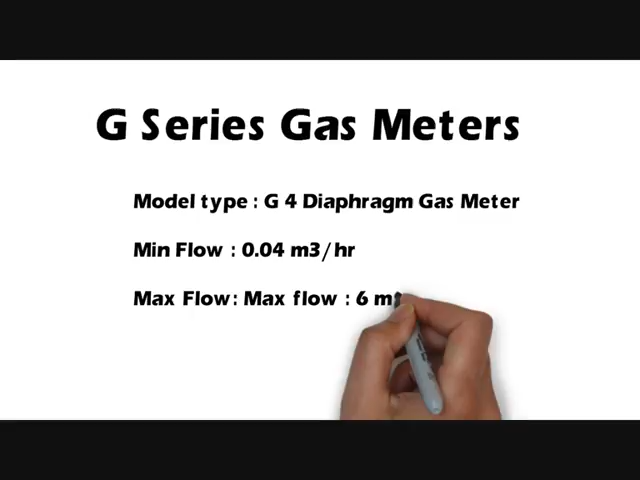 G Series Gas Meters
Model type : G 4 Diaphragm Gas Meter
Min Flow : 0.04 m3/hr
Max Flow: Max flow : 6 m